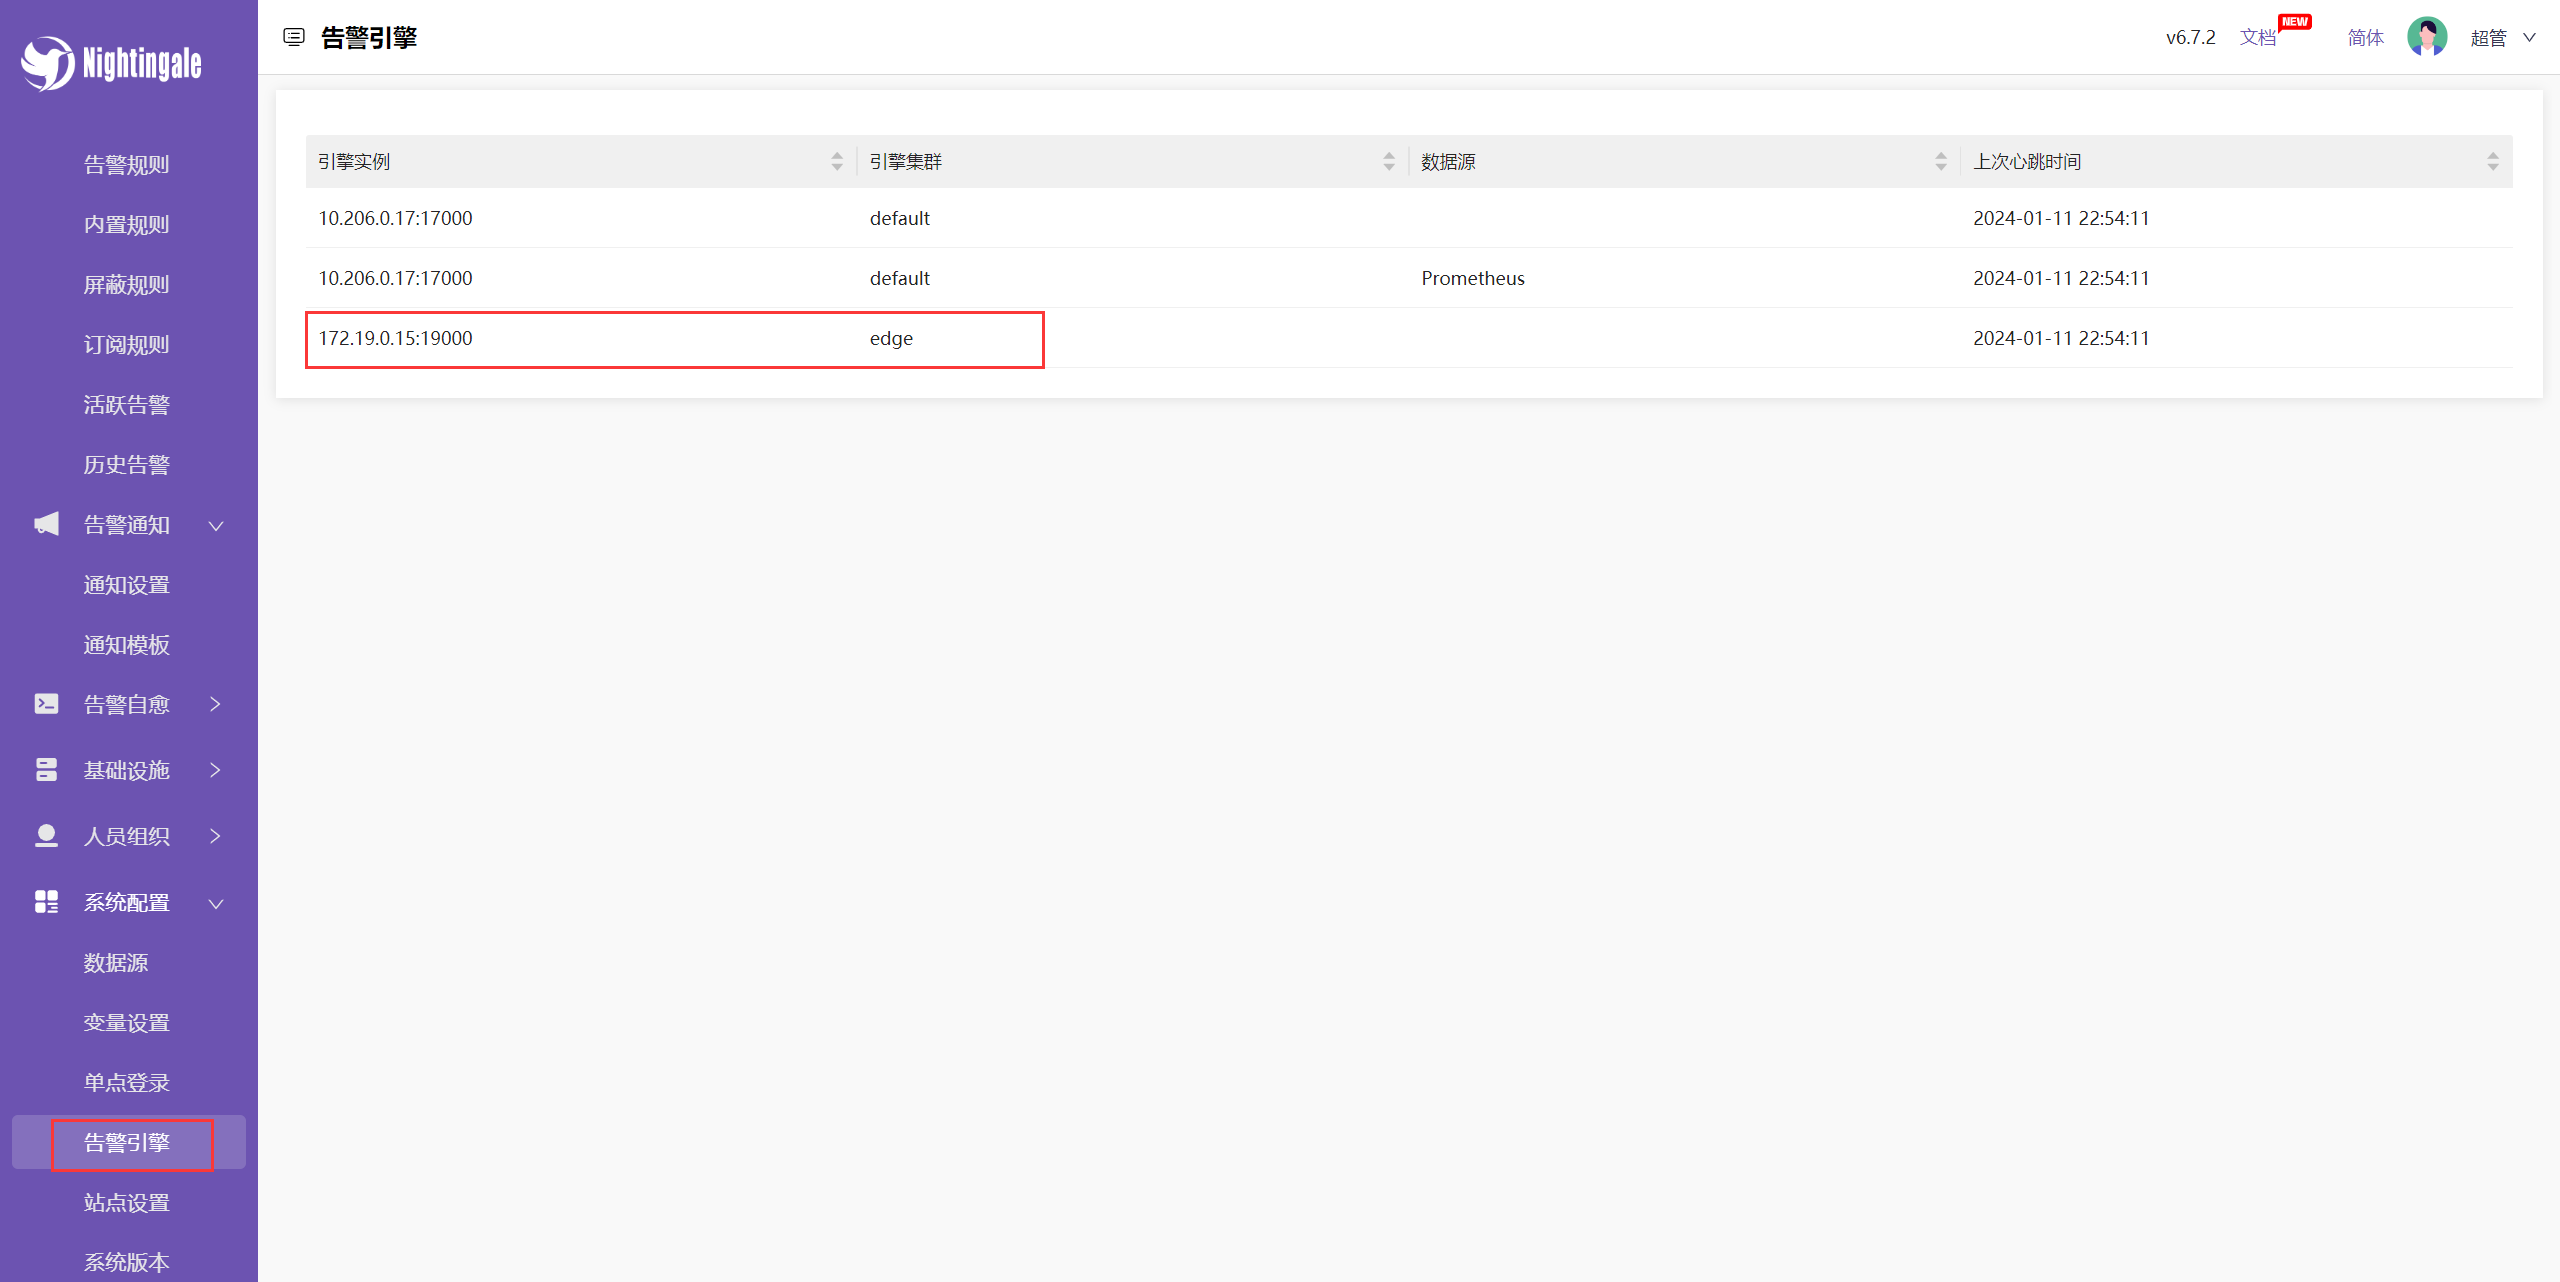 Nightingale
告警规则
内置规则
屏蔽规则
订阅规则
活跃告警
历史告警
告警通知
通知设置
通知模板
告警自愈
基础设施
人员组织
系统配置
数据源
变量设置
单点登录
告警引擎
站点设置
系统版本
告警引擎
v6.7.2 文档 NEW 简体 超管
引擎实例 引擎集群 数据源 上次心跳时间
10.206.0.17:17000 default 2024-01-11 22:54:11
10.206.0.17:17000 default Prometheus 2024-01-11 22:54:11
172.19.0.15:19000 edge 2024-01-11 22:54:11